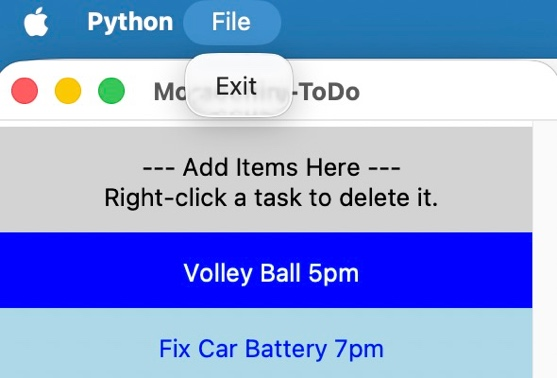 Python File
Exit
-ToDo
--- Add Items Here ---
Right-click a task to delete it.
Volley Ball 5pm
Fix Car Battery 7pm